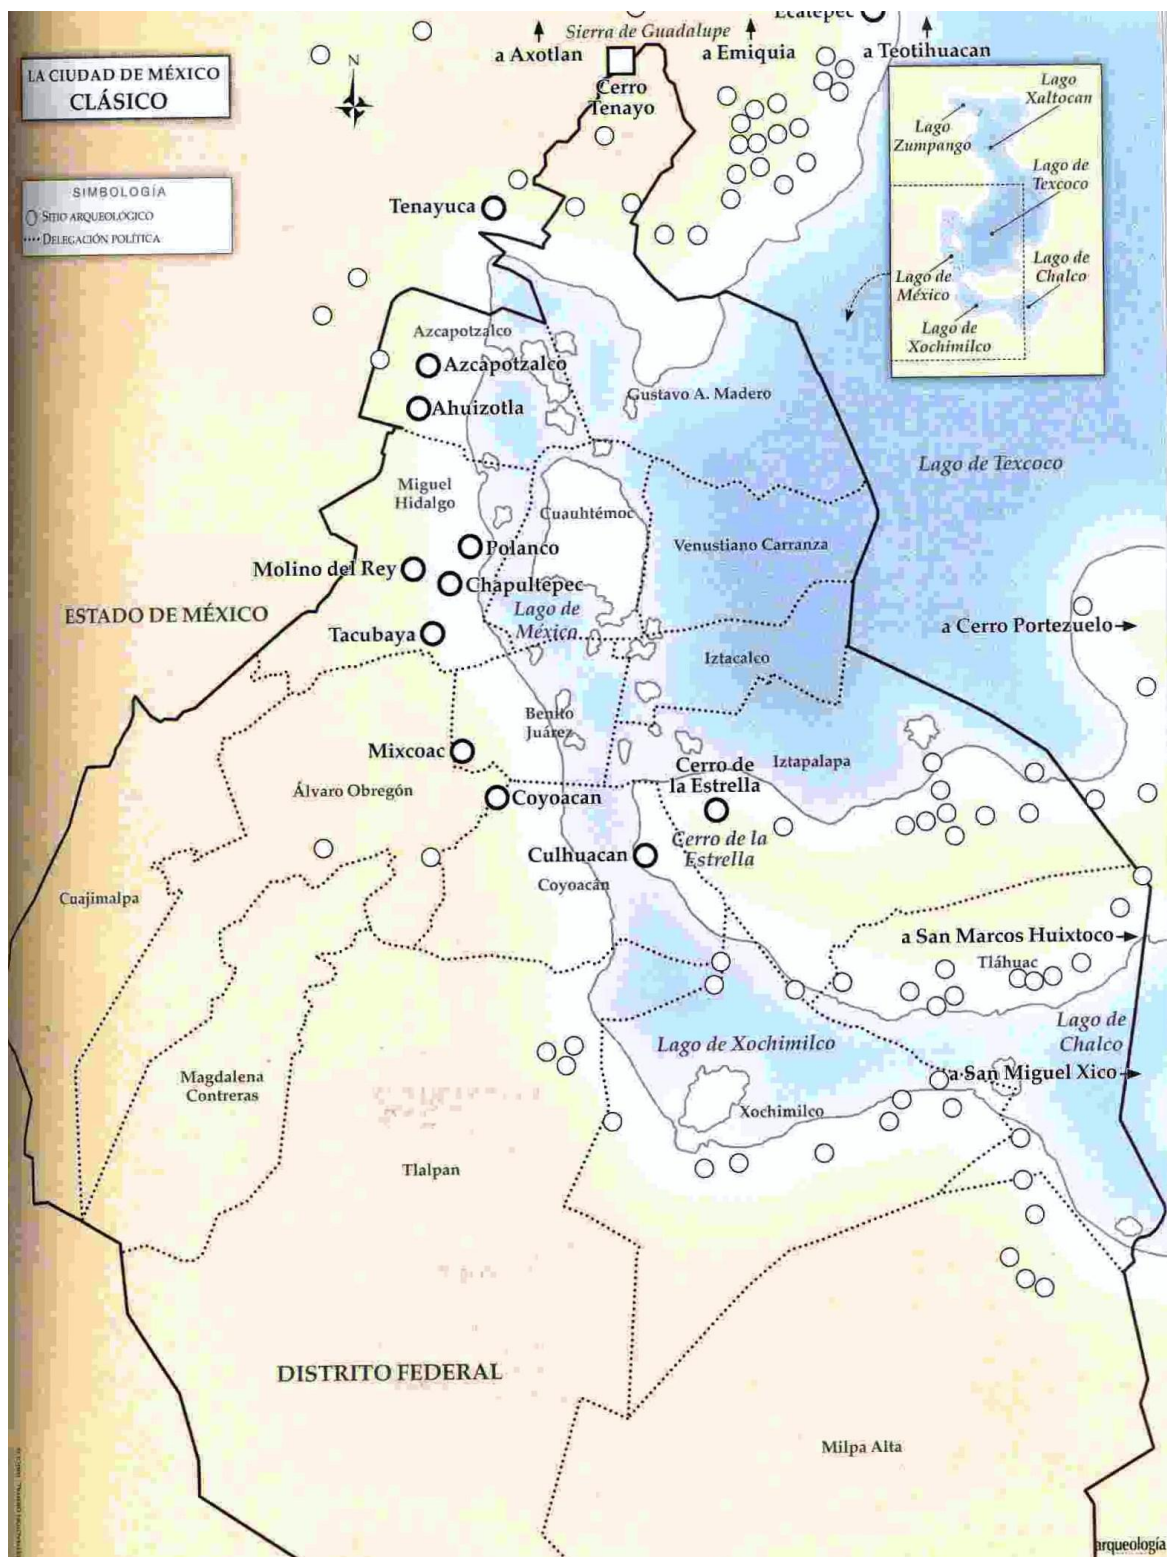 Ecatepec
Sierra de Guadalupe
a Axotlan
a Emiquia
a Teotihuacan
LA CIUDAD DE MÉXICO
CLÁSICO
N
Cerro
Tenayo
Lago
Xaltocan
Lago
Zumpango
Lago de
Texcoco
Lago de
Chalco
Lago de
México
Lago de
Xochimilco
SIMBOLOGÍA
SITIO ARQUEOLÓGICO
DELEGACIÓN POLÍTICA
Tenayuca
Azcapotzalco
Azcapotzalco
Ahuizotla
Gustavo A. Madero
Lago de Texcoco
Miguel
Hidalgo
Cuauhtémoc
Polanco
Venustiano Carranza
Molino del Rey
Chapultepec
ESTADO DE MÉXICO
Lago de
México
Tacubaya
a Cerro Portezuelo
Iztacalco
Benito
Juárez
Mixcoac
Cerro de
la Estrella
Iztapalapa
Álvaro Obregón
Coyoacan
Cerro de la
Estrella
Culhuacan
Coyoacán
Cuajimalpa
a San Marcos Huixtoco
Tláhuac
Lago de
Chalco
Lago de Xochimilco
a San Miguel Xico
Magdalena
Contreras
Xochimilco
Tlalpan
DISTRITO FEDERAL
Milpa Alta
arqueología